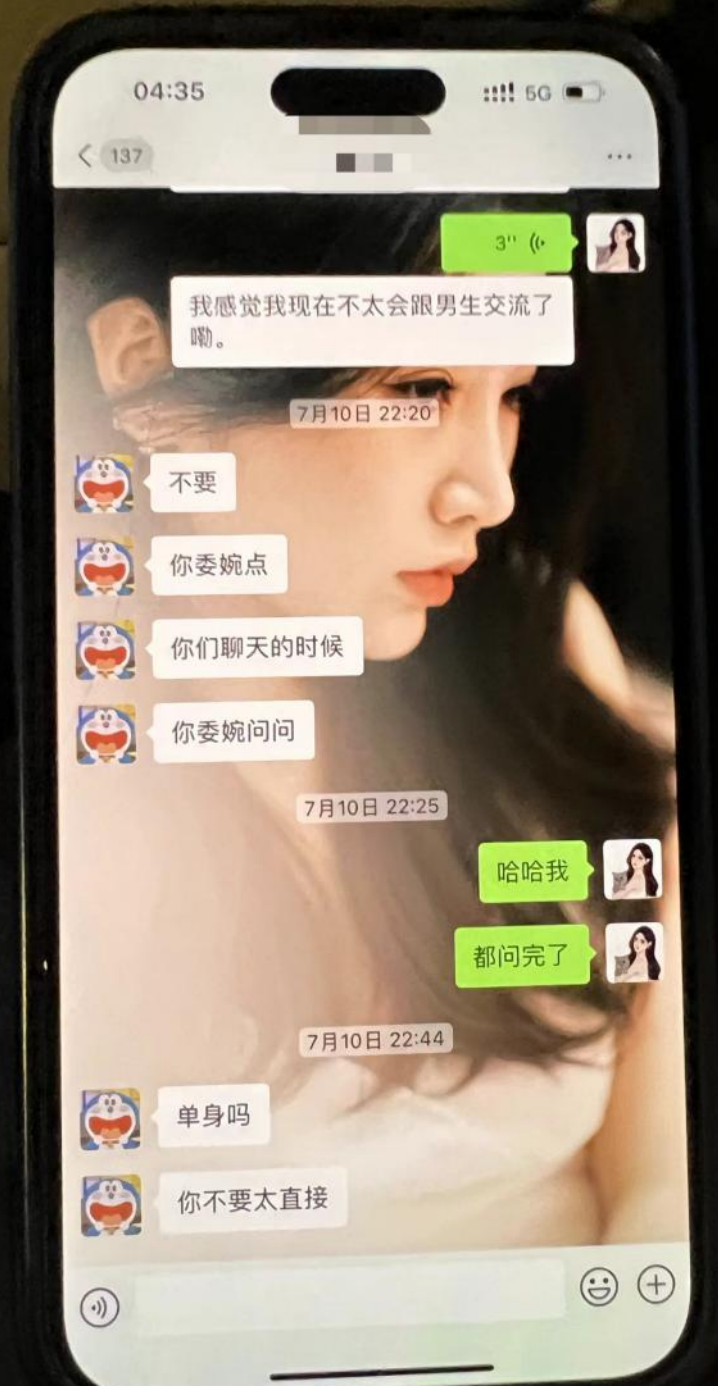 04:35
5G
137
3"
我感觉我现在不太会跟男生交流了
嘞。
7月10日 22:20
不要
你委婉点
你们聊天的时候
你委婉问问
7月10日 22:25
哈哈我
都问完了
7月10日 22:44
单身吗
你不要太直接